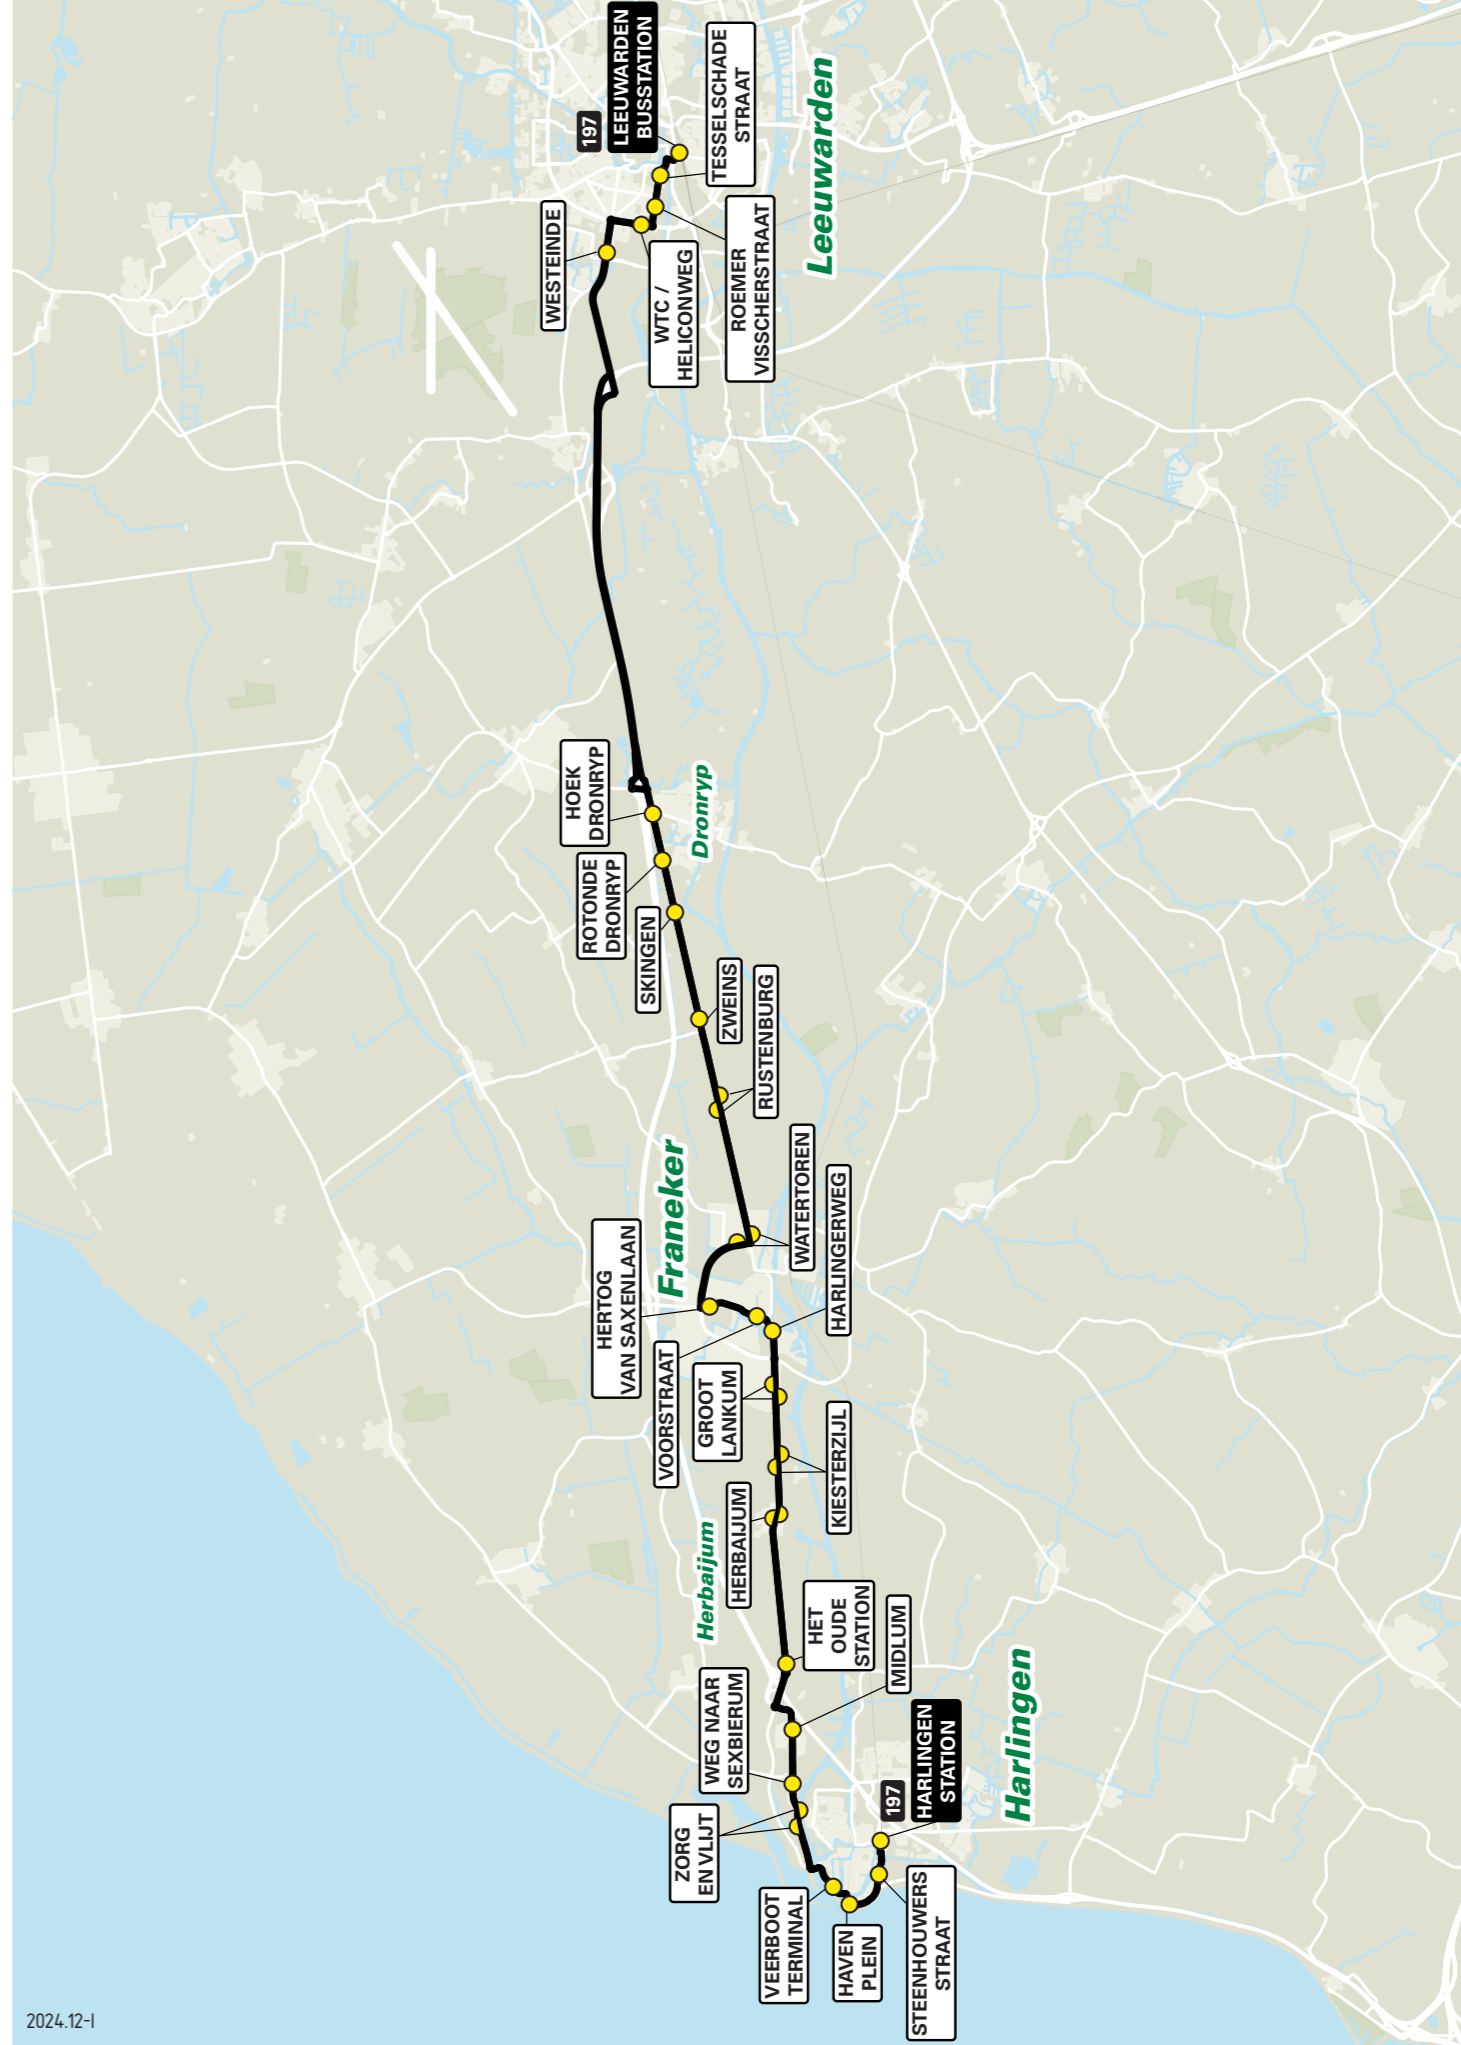 197
LEEUWARDEN
BUSSTATION
TESSELSCHADE
STRAAT
ROEMER
VISSCHERSTRAAT
WTC /
HELICONWEG
WESTEINDE
Leeuwarden
HOEK
DRONRYP
ROTONDE
DRONRYP
Dronryp
SKINGEN
ZWEINS
RUSTENBURG
WATERTOREN
Franeker
HERTOG
VAN SAXENLAAN
VOORSTRAAT
HARLINGERWEG
GROOT
LANKUM
KIESTERZIJL
HERBAIJUM
Herbaijum
HET
OUDE
STATION
MIDLUM
WEG NAAR
SEXBIERUM
ZORG
EN VLIJT
VEERBOOT
TERMINAL
HAVEN
PLEIN
STEENHOUWERS
STRAAT
197
HARLINGEN
STATION
Harlingen
2024.12-I